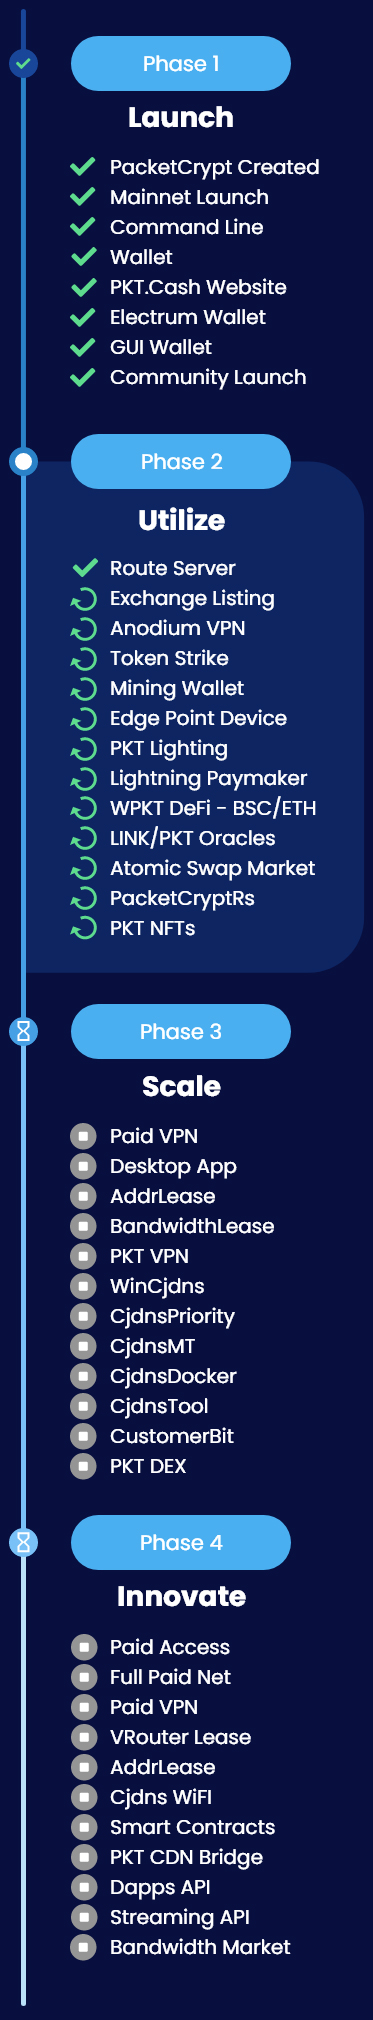 Phase 1
Launch
PacketCrypt Created
Mainnet Launch
Command Line
Wallet
PKT.Cash Website
Electrum Wallet
GUI Wallet
Community Launch
Phase 2
Utilize
Route Server
Exchange Listing
Anodium VPN
Token Strike
Mining Wallet
Edge Point Device
PKT Lighting
Lightning Paymaker
WPKT DeFi - BSC/ETH
LINK/PKT Oracles
Atomic Swap Market
PacketCryptRs
PKT NFTs
Phase 3
Scale
Paid VPN
Desktop App
AddrLease
BandwidthLease
PKT VPN
WinCjdns
CjdnsPriority
CjdnsMT
CjdnsDocker
CjdnsTool
CustomerBit
PKT DEX
Phase 4
Innovate
Paid Access
Full Paid Net
Paid VPN
VRouter Lease
AddrLease
Cjdns WiFI
Smart Contracts
PKT CDN Bridge
Dapps API
Streaming API
Bandwidth Market